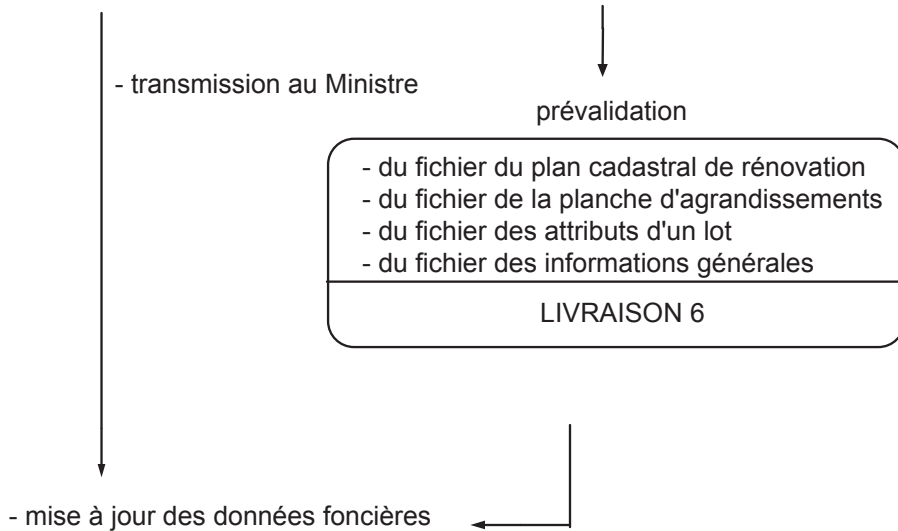 - transmission au Ministre
prévalidation
- du fichier du plan cadastral de rénovation
- du fichier de la planche d'agrandissements
- du fichier des attributs d'un lot
- du fichier des informations générales
LIVRAISON 6
- mise à jour des données foncières